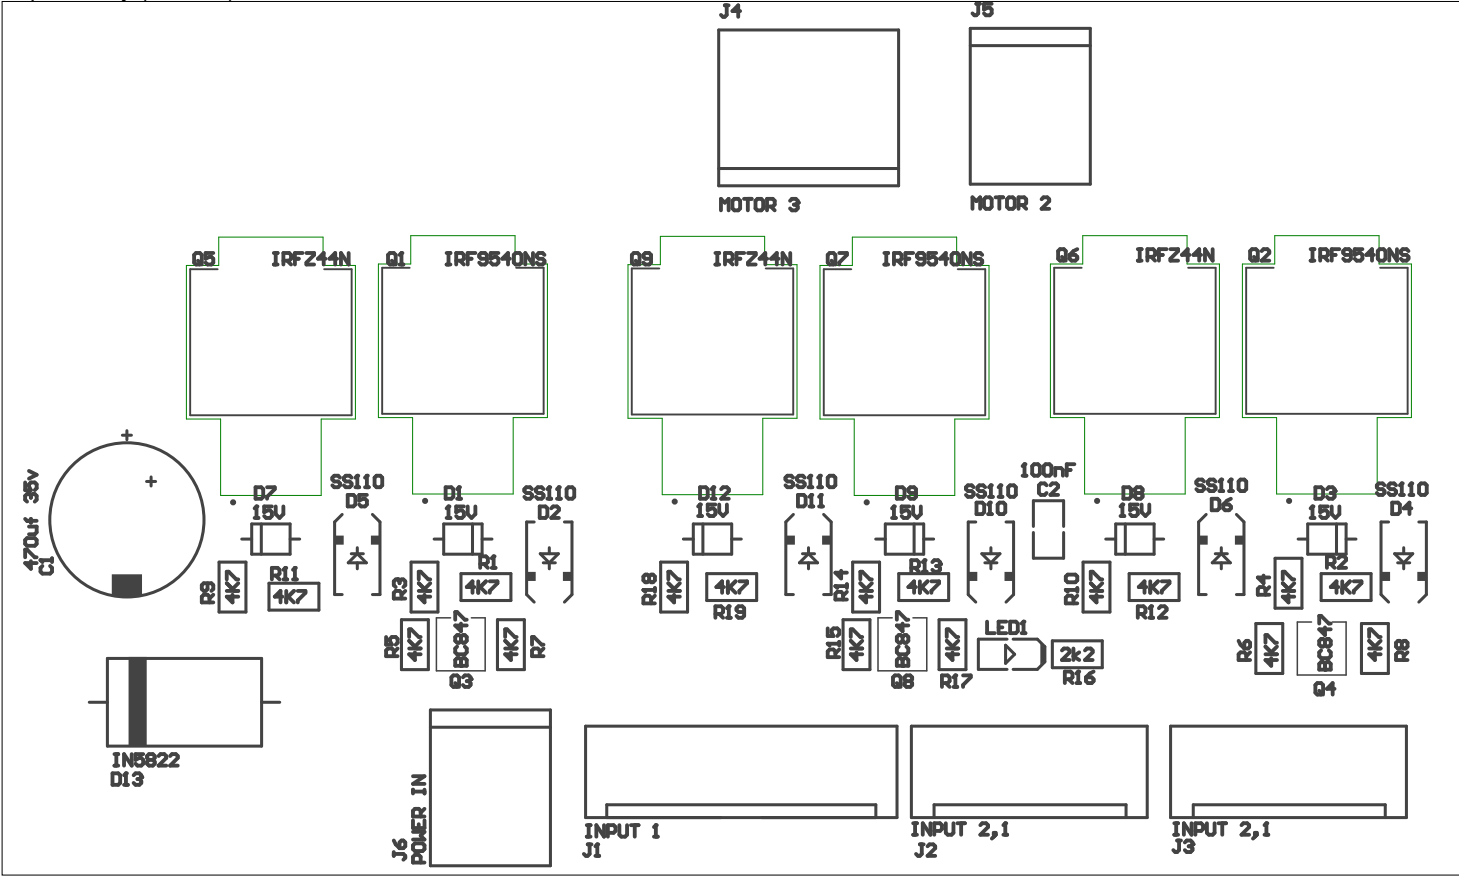 J4
J5
MOTOR 3
MOTOR 2
Q5 IRFZ44N
Q1 IRF9540NS
Q9 IRFZ44N
Q7 IRF9540NS
Q6 IRFZ44N
Q2 IRF9540NS
+
+
470uf 35v
C1
D7
15V
SS110
D5
D1
15V
SS110
D2
D12
15V
SS110
D11
D9
15V
SS110
D10
100nF
C2
D8
15V
SS110
D6
D3
15V
SS110
D4
R9
4K7
R11
4K7
R3
4K7
R1
4K7
R18
4K7
4K7
R19
R14
4K7
R13
4K7
R10
4K7
4K7
R12
R4
4K7
R2
4K7
R5
4K7
BC847
Q3
4K7
R7
R15
4K7
BC847
Q8
4K7
R17
LED1
2k2
R16
R6
4K7
BC847
Q4
4K7
R8
IN5822
D13
J6
POWER IN
INPUT 1
J1
INPUT 2,1
J2
INPUT 2,1
J3